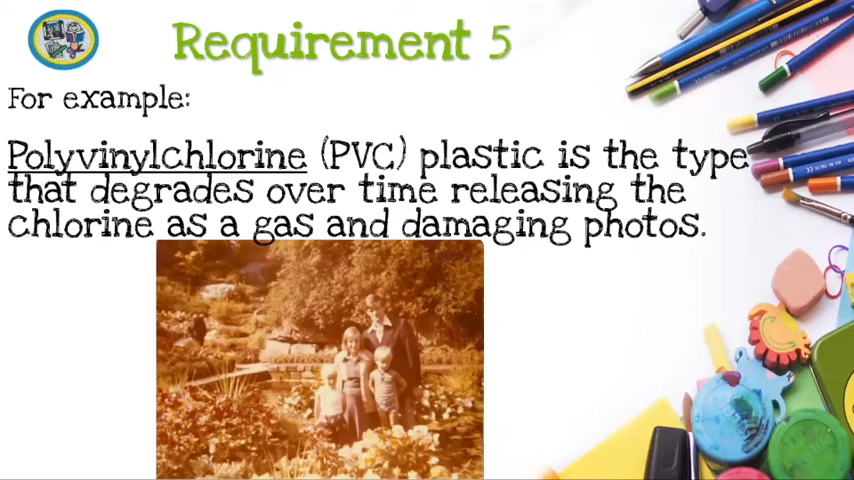 Requirement 5
For example:
Polyvinylchlorine (PVC) plastic is the type
that degrades over time releasing the
chlorine as a gas and damaging photos.